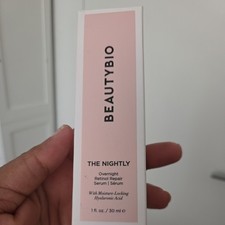 BEAUTYBIO
THE NIGHTLY
Overnight
Retinol Repair
Serum | Sérum
With Moisture-Locking
Hyaluronic Acid
1 fl. oz. / 30 ml ℮